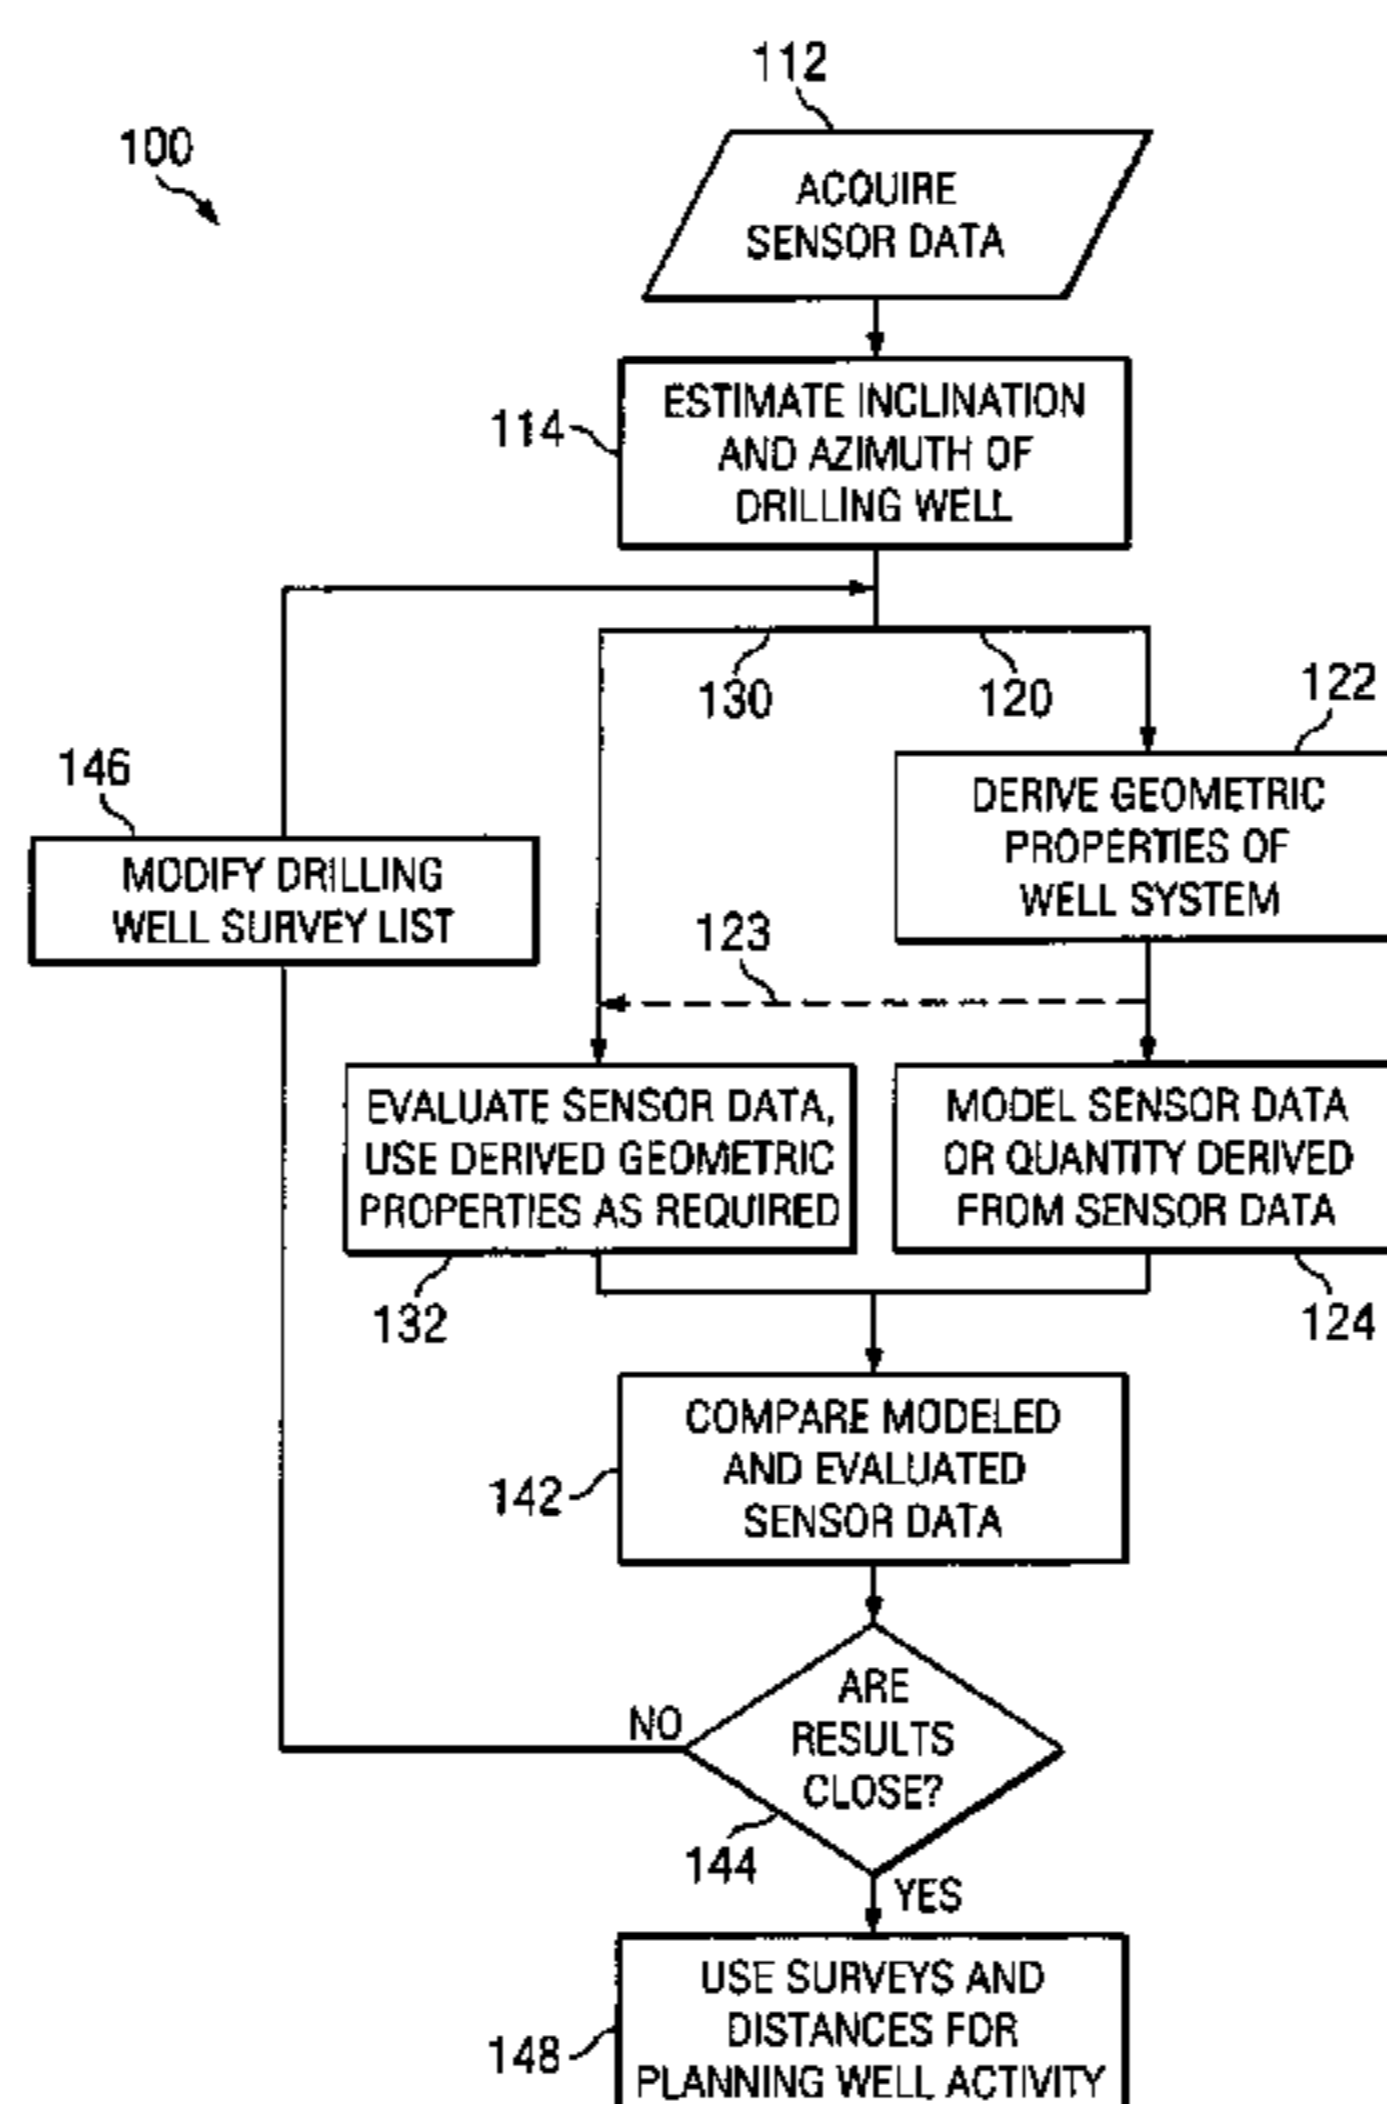 112
100
ACQUIRE
SENSOR DATA
114
ESTIMATE INCLINATION
AND AZIMUTH OF
DRILLING WELL
130
120
122
146
MODIFY DRILLING
WELL SURVEY LIST
DERIVE GEOMETRIC
PROPERTIES OF
WELL SYSTEM
123
EVALUATE SENSOR DATA,
USE DERIVED GEOMETRIC
PROPERTIES AS REQUIRED
MODEL SENSOR DATA
OR QUANTITY DERIVED
FROM SENSOR DATA
132
124
142
COMPARE MODELED
AND EVALUATED
SENSOR DATA
NO
ARE
RESULTS
CLOSE?
144
YES
148
USE SURVEYS AND
DISTANCES FOR
PLANNING WELL ACTIVITY